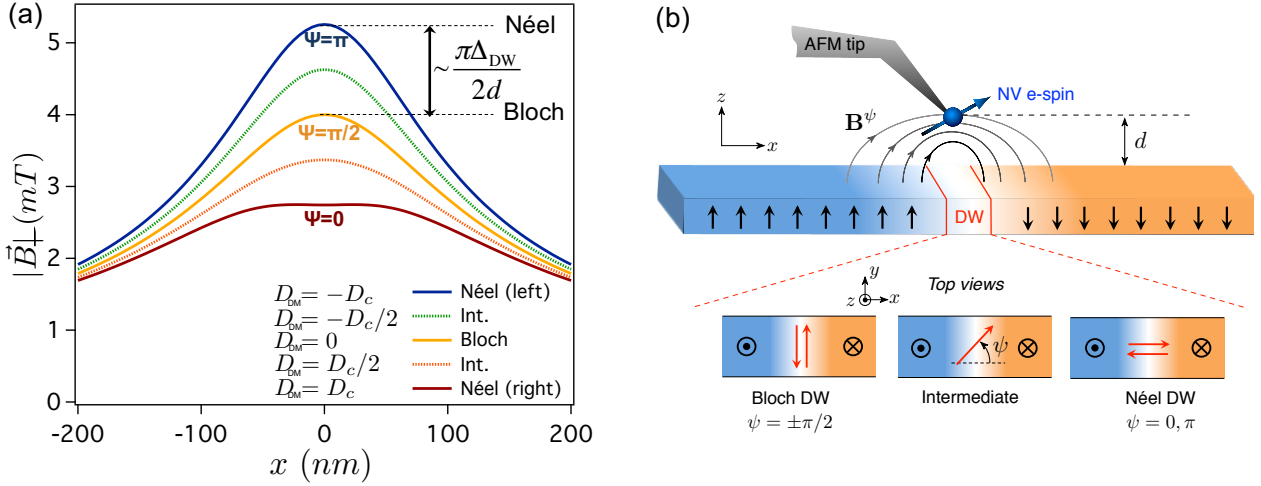 (a)
5
4
3
2
1
0
|B⃗| (mT)
-200
-100
0
100
200
x (nm)
Ψ=π
Ψ=π/2
Ψ=0
Néel
~ πΔ_DW / 2d
Bloch
D_DM = −D_c Néel (left)
D_DM = −D_c/2 Int.
D_DM = 0 Bloch
D_DM = D_c/2 Int.
D_DM = D_c Néel (right)
(b)
AFM tip
NV e-spin
B^ψ
z
x
d
DW
y
z x
Top views
ψ
Bloch DW
ψ = ±π/2
Intermediate
Néel DW
ψ = 0, π